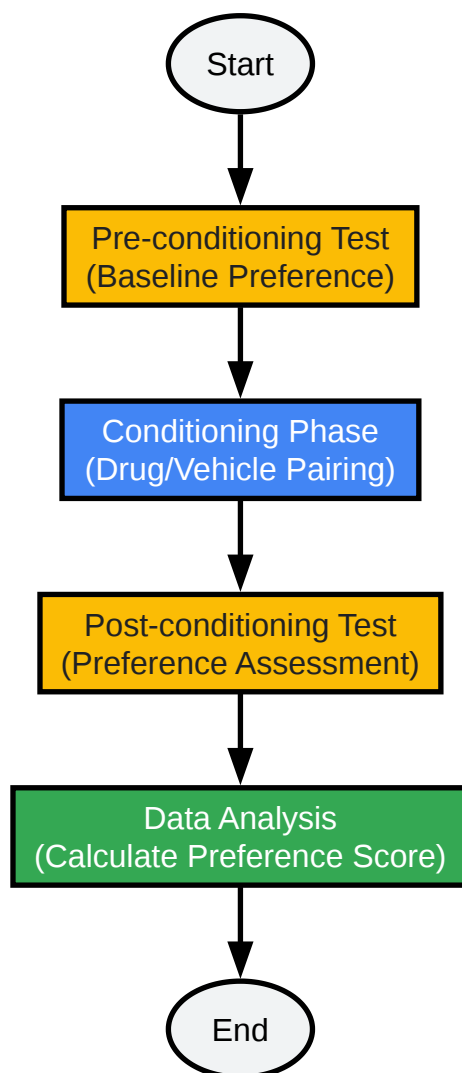 Start
Pre-conditioning Test
(Baseline Preference)
Conditioning Phase
(Drug/Vehicle Pairing)
Post-conditioning Test
(Preference Assessment)
Data Analysis
(Calculate Preference Score)
End